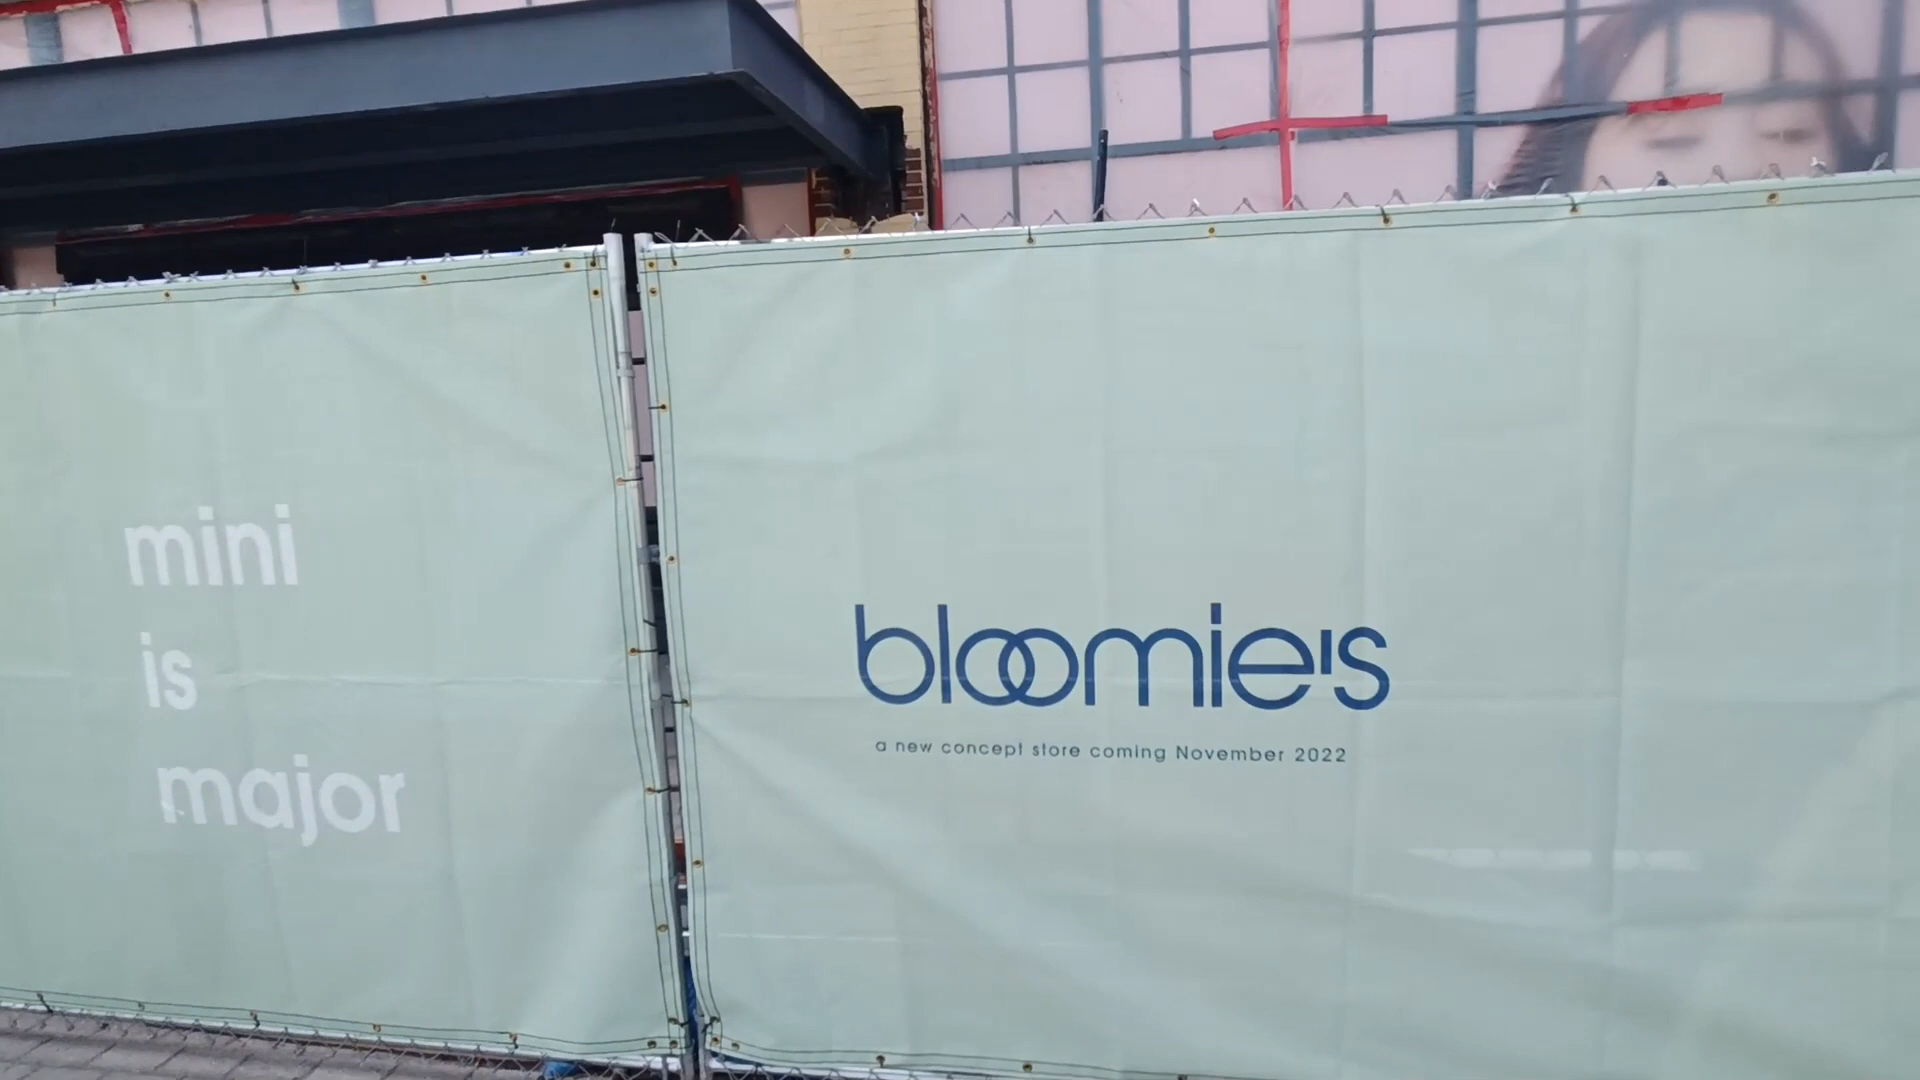 mini
is
major
bloomie's
a new concept store coming November 2022